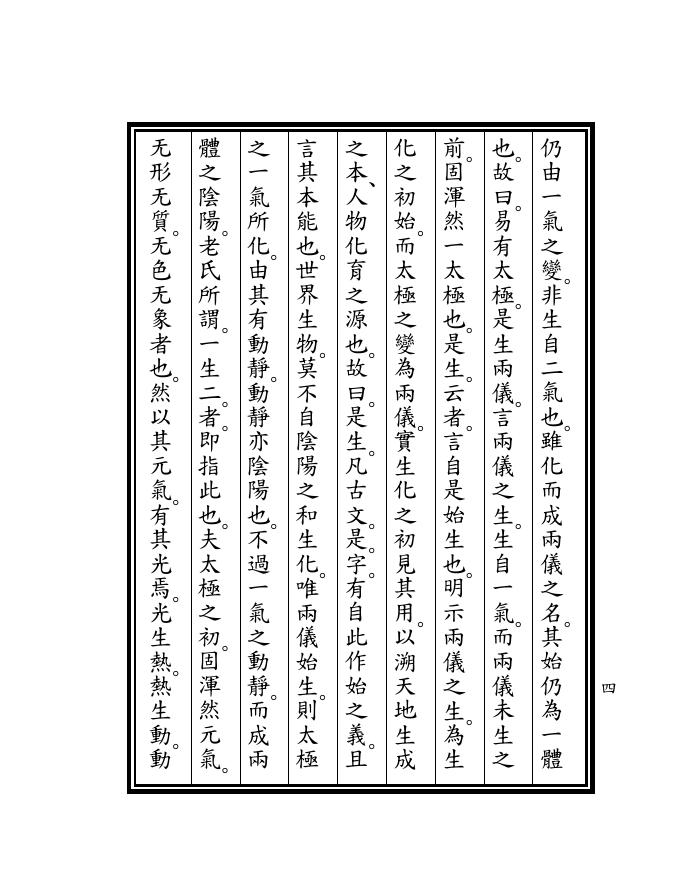 仍由一氣之變。非生自二氣也。雖化而成兩儀之名。其始仍為一體
也。故曰。易有太極。是生兩儀。言兩儀之生。生自一氣。而兩儀未生之
前。固渾然一太極也。是生。云者。言自是始生也。明示兩儀之生。為生
化之初始。而太極之變為兩儀。實生化之初見其用。以溯天地生成
之本、人物化育之源也。故曰。是生。凡古文。是。字。有自此作始之義。且
言其本能也。世界生物。莫不自陰陽之和生化。唯兩儀始生。則太極
之一氣所化。由其有動靜。動靜亦陰陽也。不過一氣之動靜。而成兩
體之陰陽。老氏所謂。一生二。者。即指此也。夫太極之初。固渾然元氣。
无形无質。无色无象者也。然以其元氣。有其光焉。光生熱。熱生動。動
四